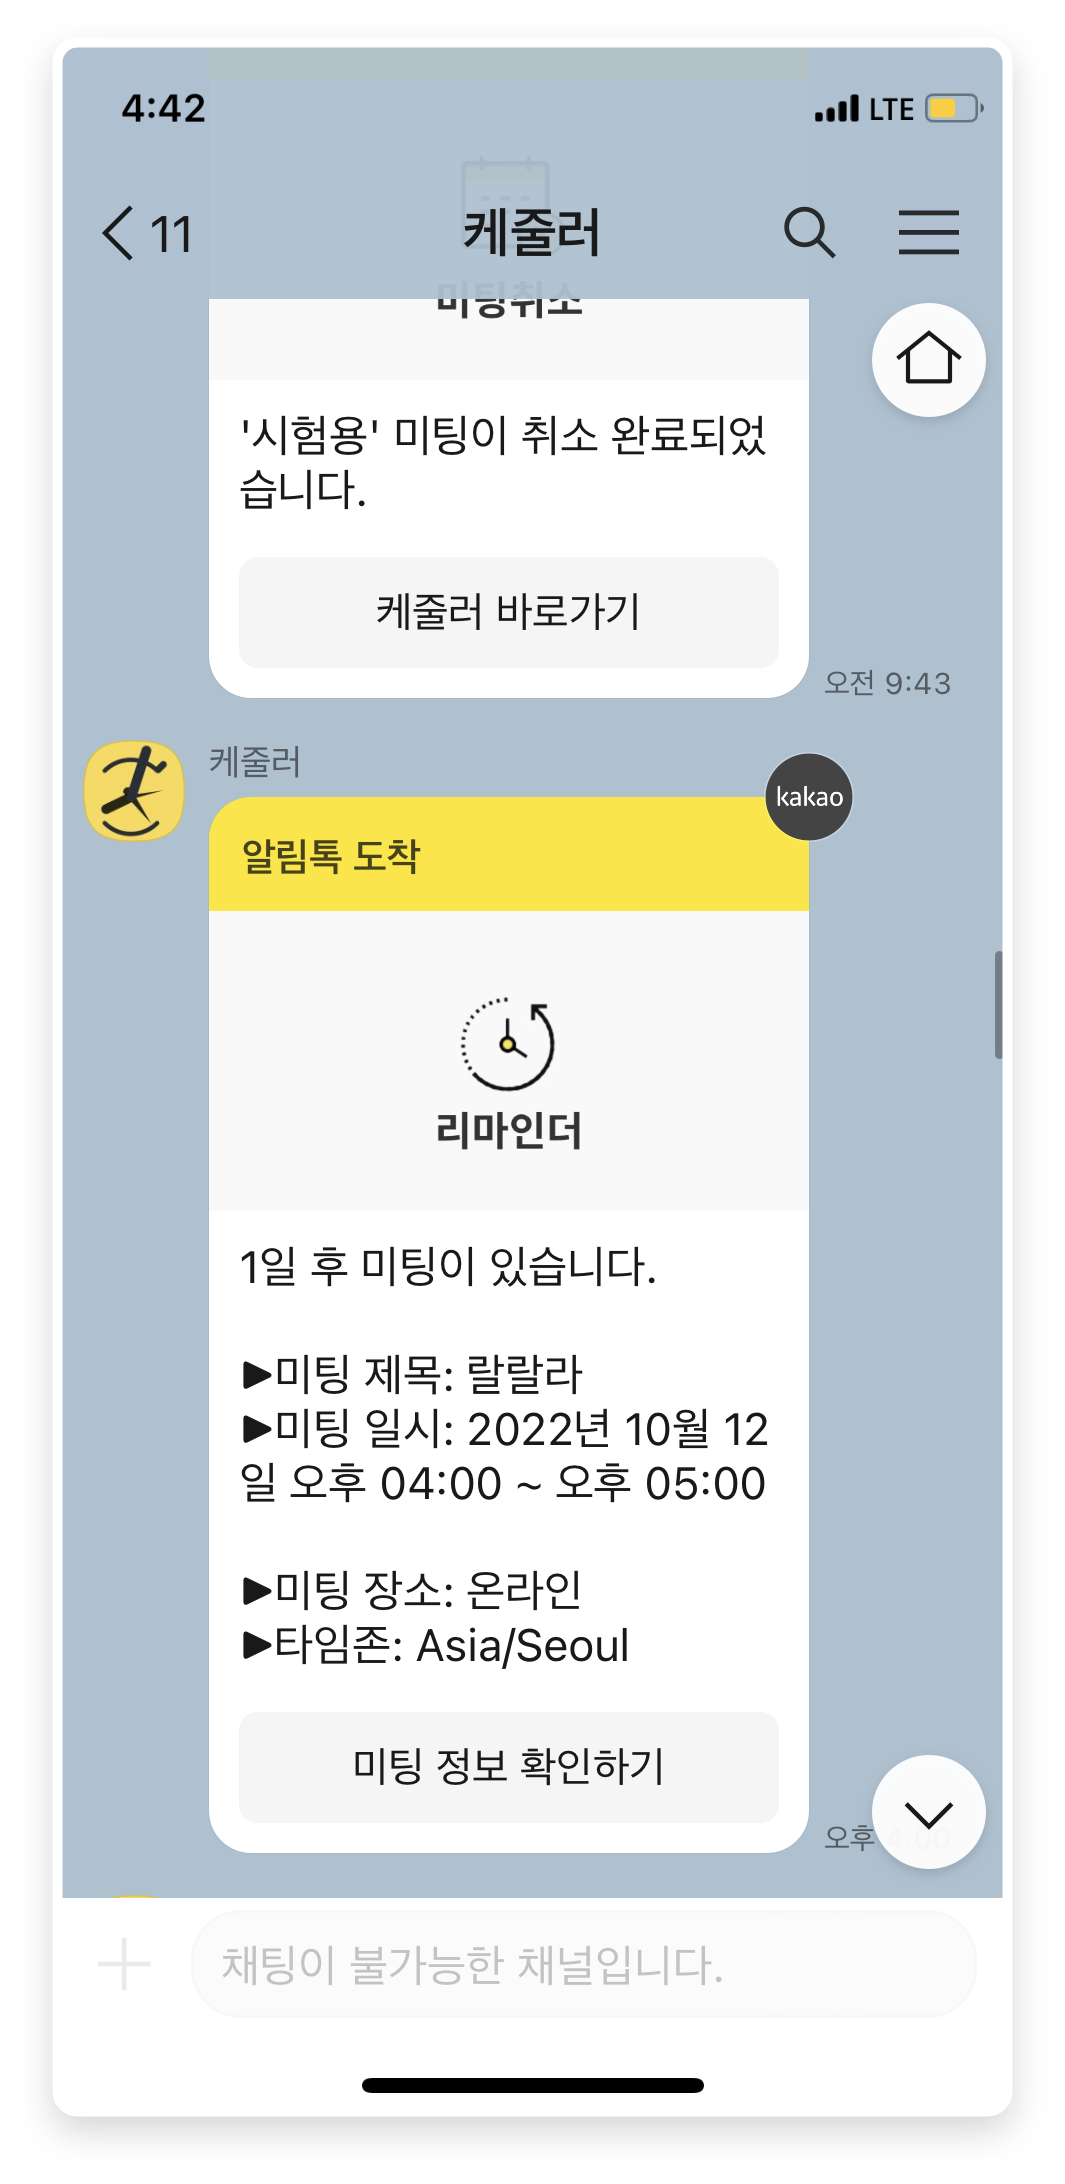 4:42
LTE
11
케줄러
미팅취소
'시험용' 미팅이 취소 완료되었
습니다.
케줄러 바로가기
오전 9:43
케줄러
kakao
알림톡 도착
리마인더
1일 후 미팅이 있습니다.
▶미팅 제목: 랄랄라
▶미팅 일시: 2022년 10월 12
일 오후 04:00 ~ 오후 05:00
▶미팅 장소: 온라인
▶타임존: Asia/Seoul
미팅 정보 확인하기
오후 4:00
채팅이 불가능한 채널입니다.